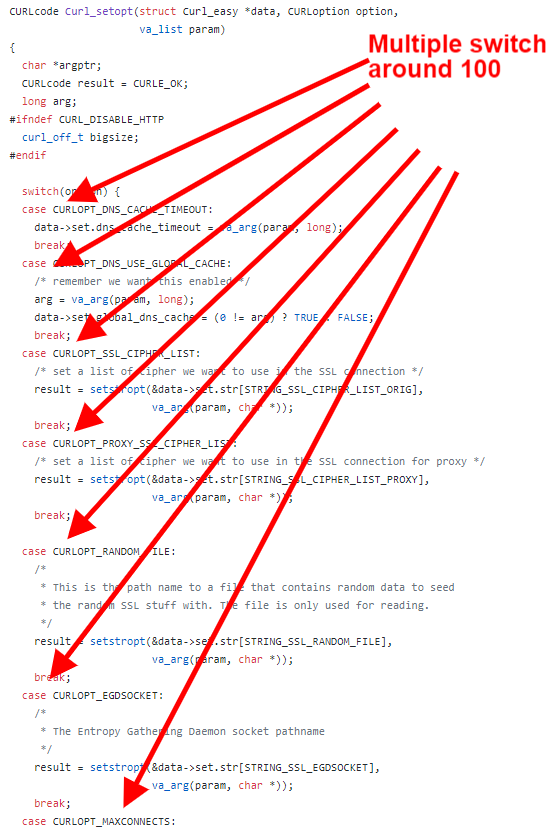 CURLcode Curl_setopt(struct Curl_easy *data, CURLoption option,
                     va_list param)
Multiple switch
around 100
{
  char *argptr;
  CURLcode result = CURLE_OK;
  long arg;
#ifndef CURL_DISABLE_HTTP
  curl_off_t bigsize;
#endif

  switch(option) {
  case CURLOPT_DNS_CACHE_TIMEOUT:
    data->set.dns_cache_timeout = va_arg(param, long);
    break;
  case CURLOPT_DNS_USE_GLOBAL_CACHE:
    /* remember we want this enabled */
    arg = va_arg(param, long);
    data->set.global_dns_cache = (0 != arg) ? TRUE : FALSE;
    break;
  case CURLOPT_SSL_CIPHER_LIST:
    /* set a list of cipher we want to use in the SSL connection */
    result = setstropt(&data->set.str[STRING_SSL_CIPHER_LIST_ORIG],
                       va_arg(param, char *));
    break;
  case CURLOPT_PROXY_SSL_CIPHER_LIST:
    /* set a list of cipher we want to use in the SSL connection for proxy */
    result = setstropt(&data->set.str[STRING_SSL_CIPHER_LIST_PROXY],
                       va_arg(param, char *));
    break;

  case CURLOPT_RANDOM_FILE:
    /*
     * This is the path name to a file that contains random data to seed
     * the random SSL stuff with. The file is only used for reading.
     */
    result = setstropt(&data->set.str[STRING_SSL_RANDOM_FILE],
                       va_arg(param, char *));
    break;
  case CURLOPT_EGDSOCKET:
    /*
     * The Entropy Gathering Daemon socket pathname
     */
    result = setstropt(&data->set.str[STRING_SSL_EGDSOCKET],
                       va_arg(param, char *));
    break;
  case CURLOPT_MAXCONNECTS: